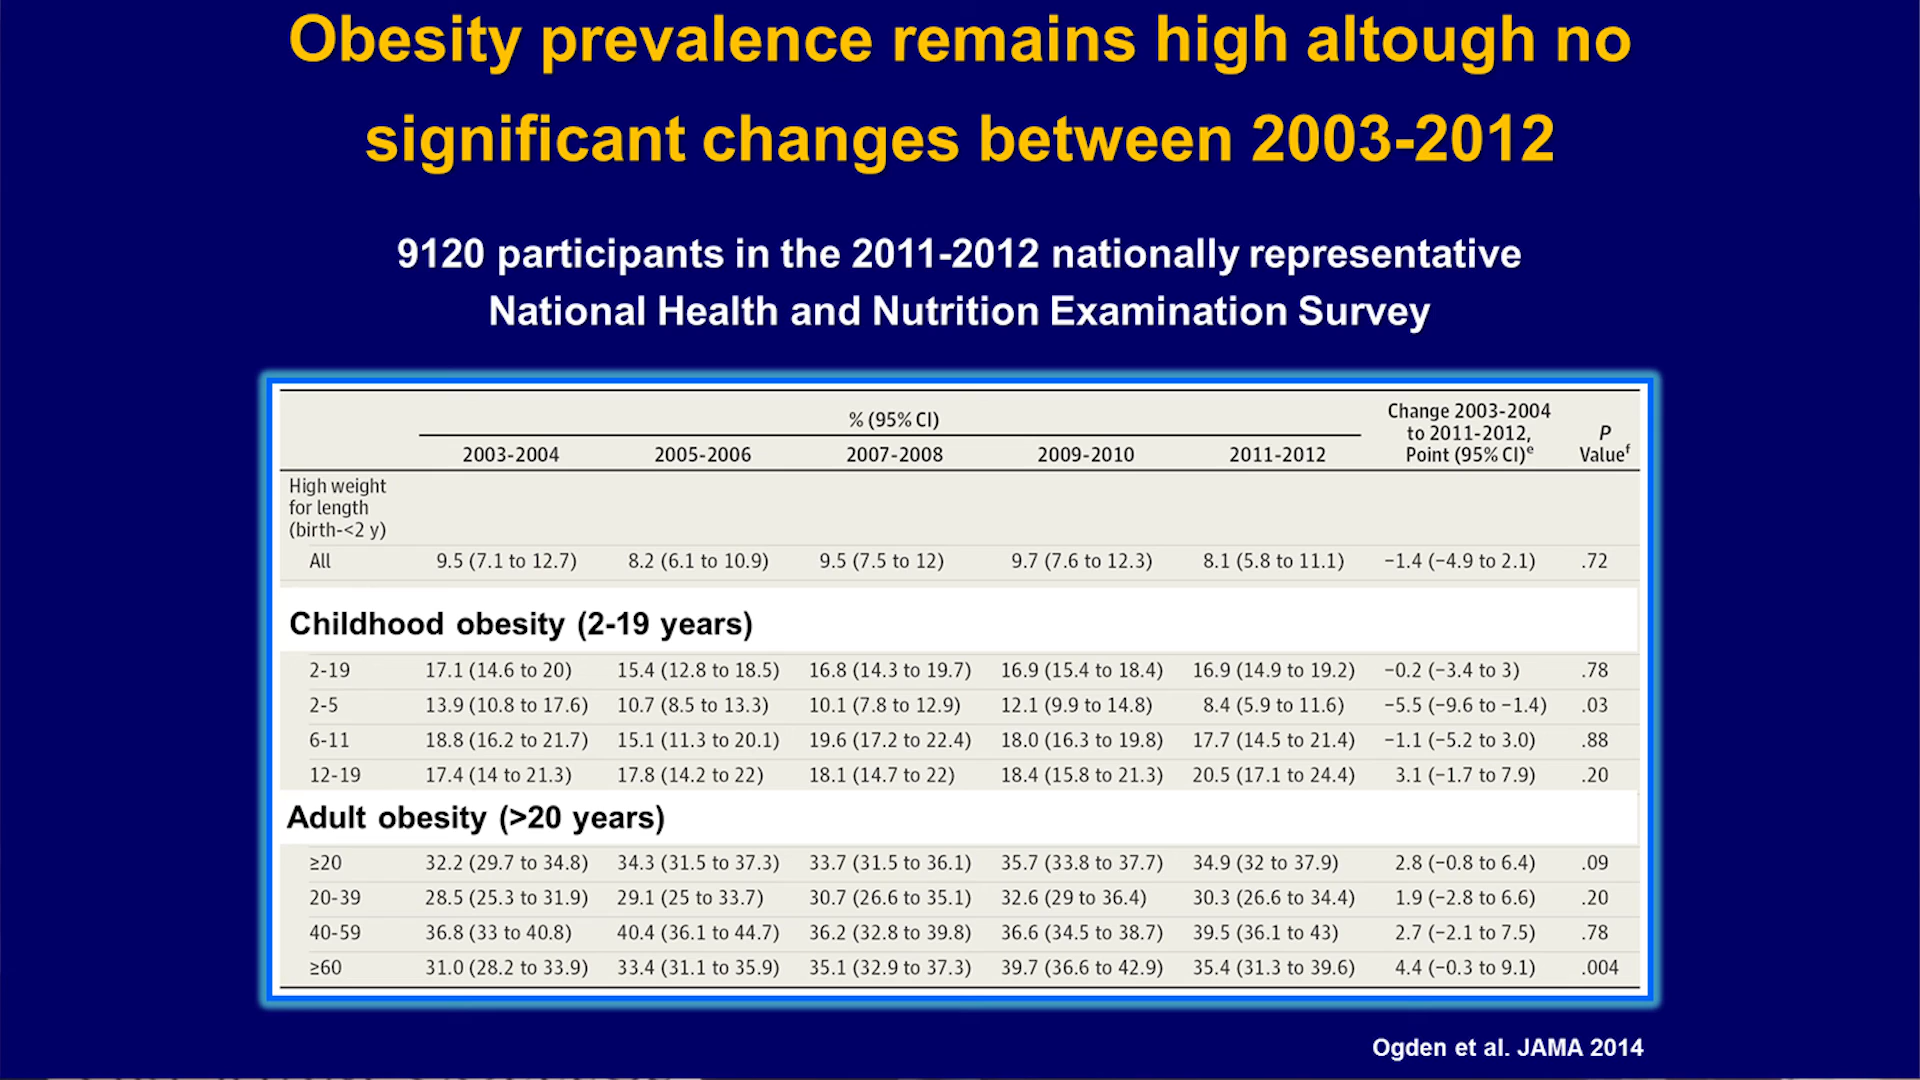 Obesity prevalence remains high altough no
significant changes between 2003-2012
9120 participants in the 2011-2012 nationally representative
National Health and Nutrition Examination Survey
% (95% CI)
Change 2003-2004
to 2011-2012,
Point (95% CI)e
P
Valuef
2003-2004 2005-2006 2007-2008 2009-2010 2011-2012
High weight
for length
(birth-<2 y)
All 9.5 (7.1 to 12.7) 8.2 (6.1 to 10.9) 9.5 (7.5 to 12) 9.7 (7.6 to 12.3) 8.1 (5.8 to 11.1) −1.4 (−4.9 to 2.1) .72
Childhood obesity (2-19 years)
2-19 17.1 (14.6 to 20) 15.4 (12.8 to 18.5) 16.8 (14.3 to 19.7) 16.9 (15.4 to 18.4) 16.9 (14.9 to 19.2) −0.2 (−3.4 to 3) .78
2-5 13.9 (10.8 to 17.6) 10.7 (8.5 to 13.3) 10.1 (7.8 to 12.9) 12.1 (9.9 to 14.8) 8.4 (5.9 to 11.6) −5.5 (−9.6 to −1.4) .03
6-11 18.8 (16.2 to 21.7) 15.1 (11.3 to 20.1) 19.6 (17.2 to 22.4) 18.0 (16.3 to 19.8) 17.7 (14.5 to 21.4) −1.1 (−5.2 to 3.0) .88
12-19 17.4 (14 to 21.3) 17.8 (14.2 to 22) 18.1 (14.7 to 22) 18.4 (15.8 to 21.3) 20.5 (17.1 to 24.4) 3.1 (−1.7 to 7.9) .20
Adult obesity (>20 years)
≥20 32.2 (29.7 to 34.8) 34.3 (31.5 to 37.3) 33.7 (31.5 to 36.1) 35.7 (33.8 to 37.7) 34.9 (32 to 37.9) 2.8 (−0.8 to 6.4) .09
20-39 28.5 (25.3 to 31.9) 29.1 (25 to 33.7) 30.7 (26.6 to 35.1) 32.6 (29 to 36.4) 30.3 (26.6 to 34.4) 1.9 (−2.8 to 6.6) .20
40-59 36.8 (33 to 40.8) 40.4 (36.1 to 44.7) 36.2 (32.8 to 39.8) 36.6 (34.5 to 38.7) 39.5 (36.1 to 43) 2.7 (−2.1 to 7.5) .78
≥60 31.0 (28.2 to 33.9) 33.4 (31.1 to 35.9) 35.1 (32.9 to 37.3) 39.7 (36.6 to 42.9) 35.4 (31.3 to 39.6) 4.4 (−0.3 to 9.1) .004
Ogden et al. JAMA 2014